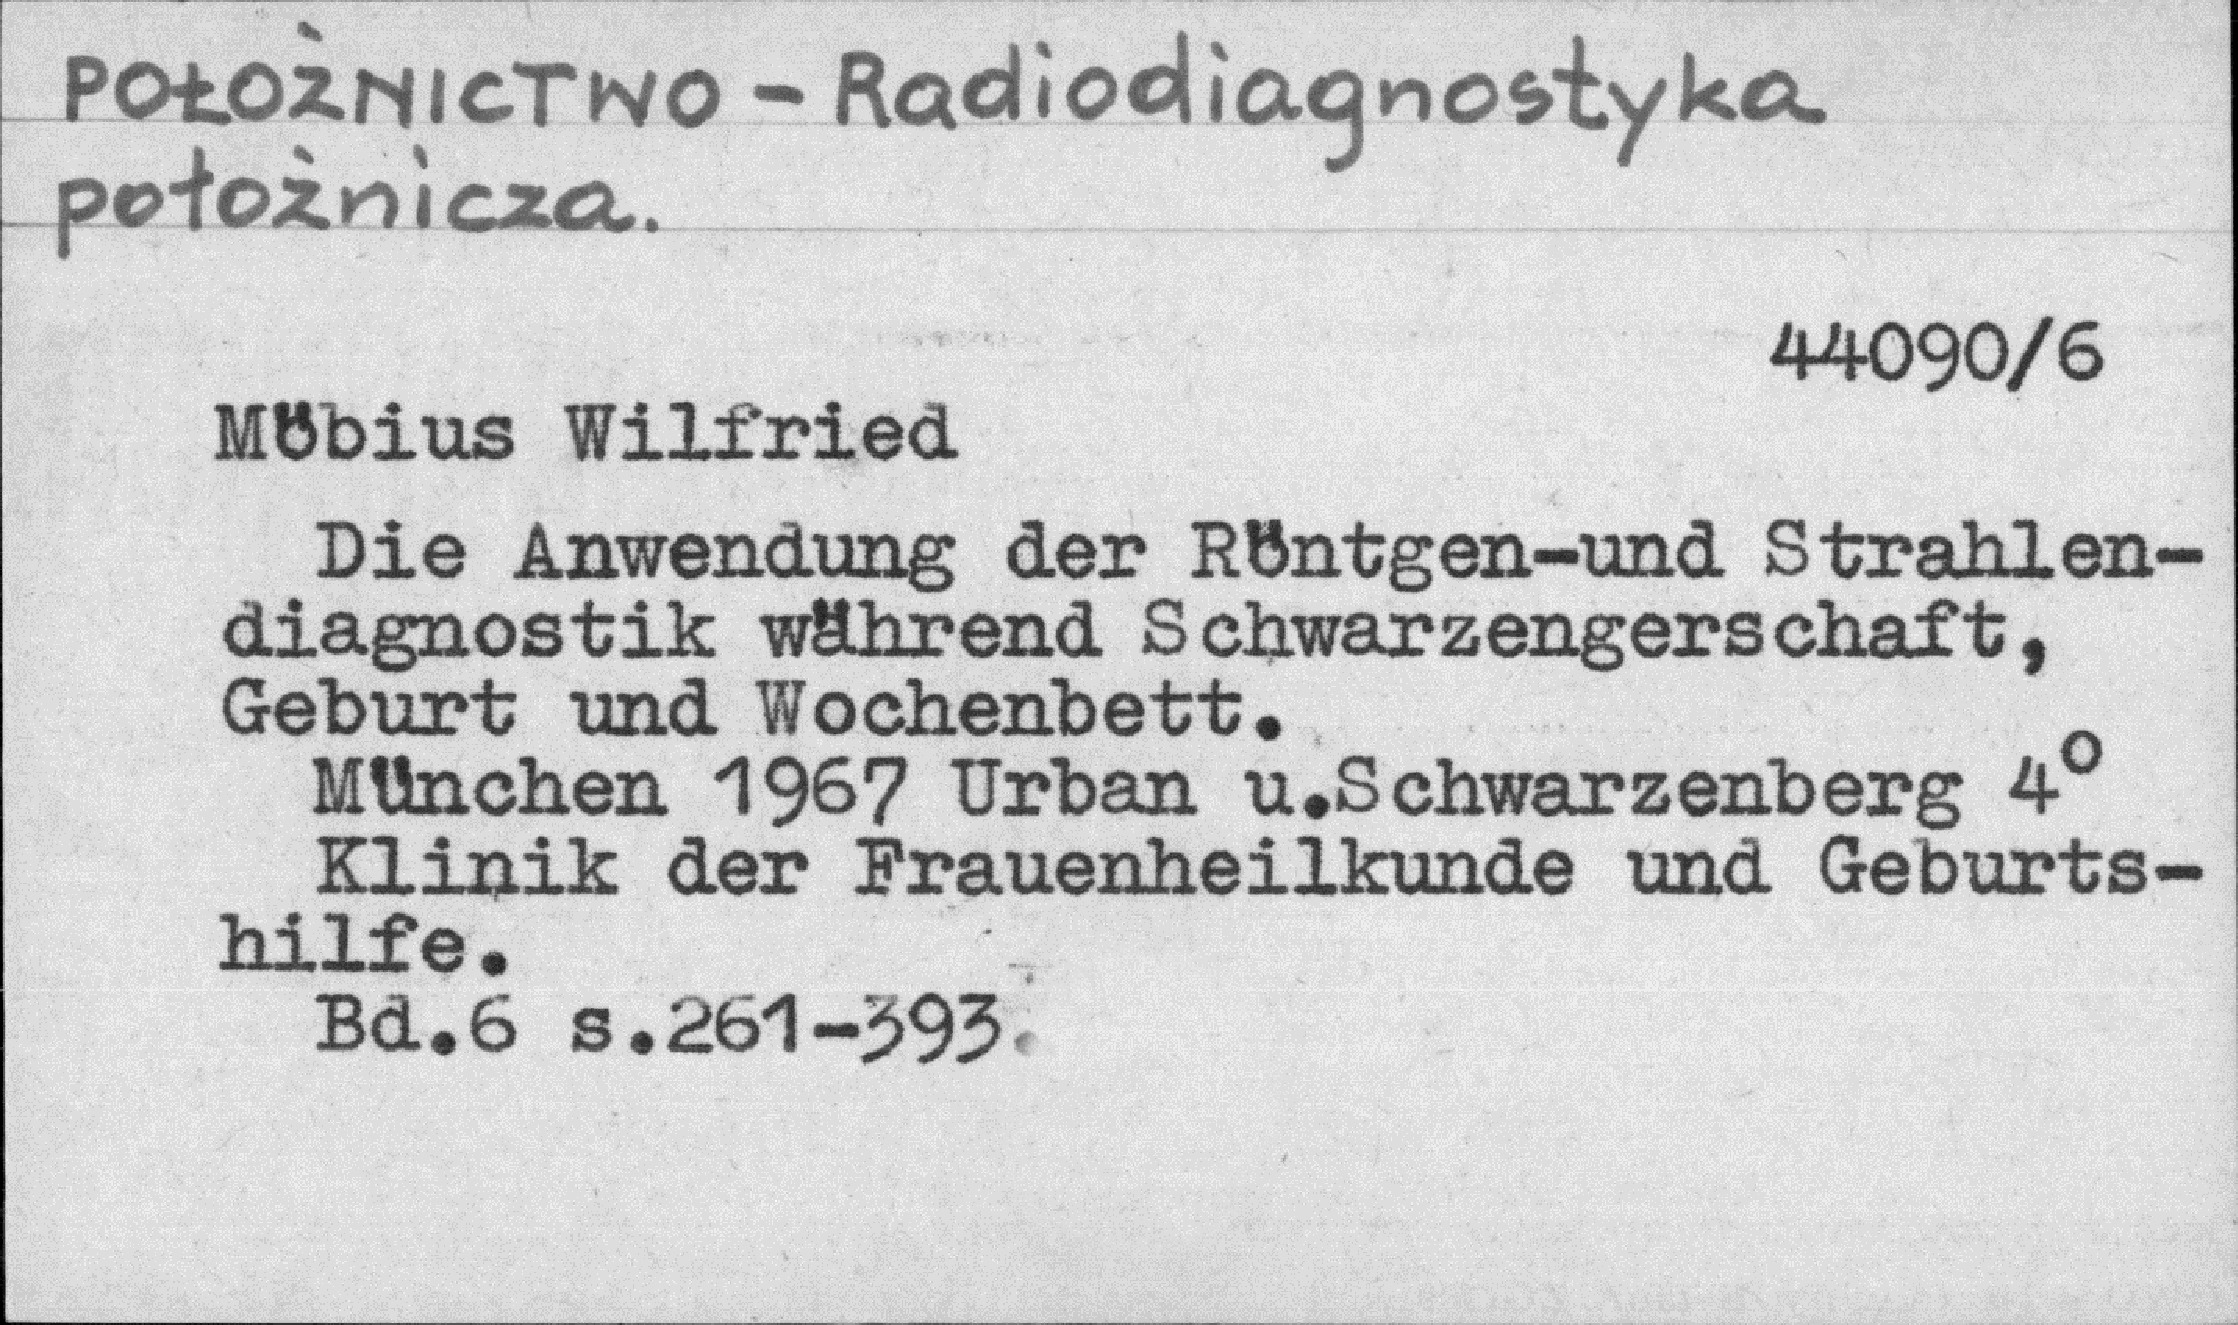 POŁOŻNICTWO - Radiodiagnostyka
położnicza.
44090/6
Möbius Wilfried
Die Anwendung der Röntgen-und Strahlen-
diagnostik während Schwarzengerschaft,
Geburt und Wochenbett.
München 1967 Urban u.Schwarzenberg 4°
Klinik der Frauenheilkunde und Geburts-
hilfe.
Bd.6 s.261-393.